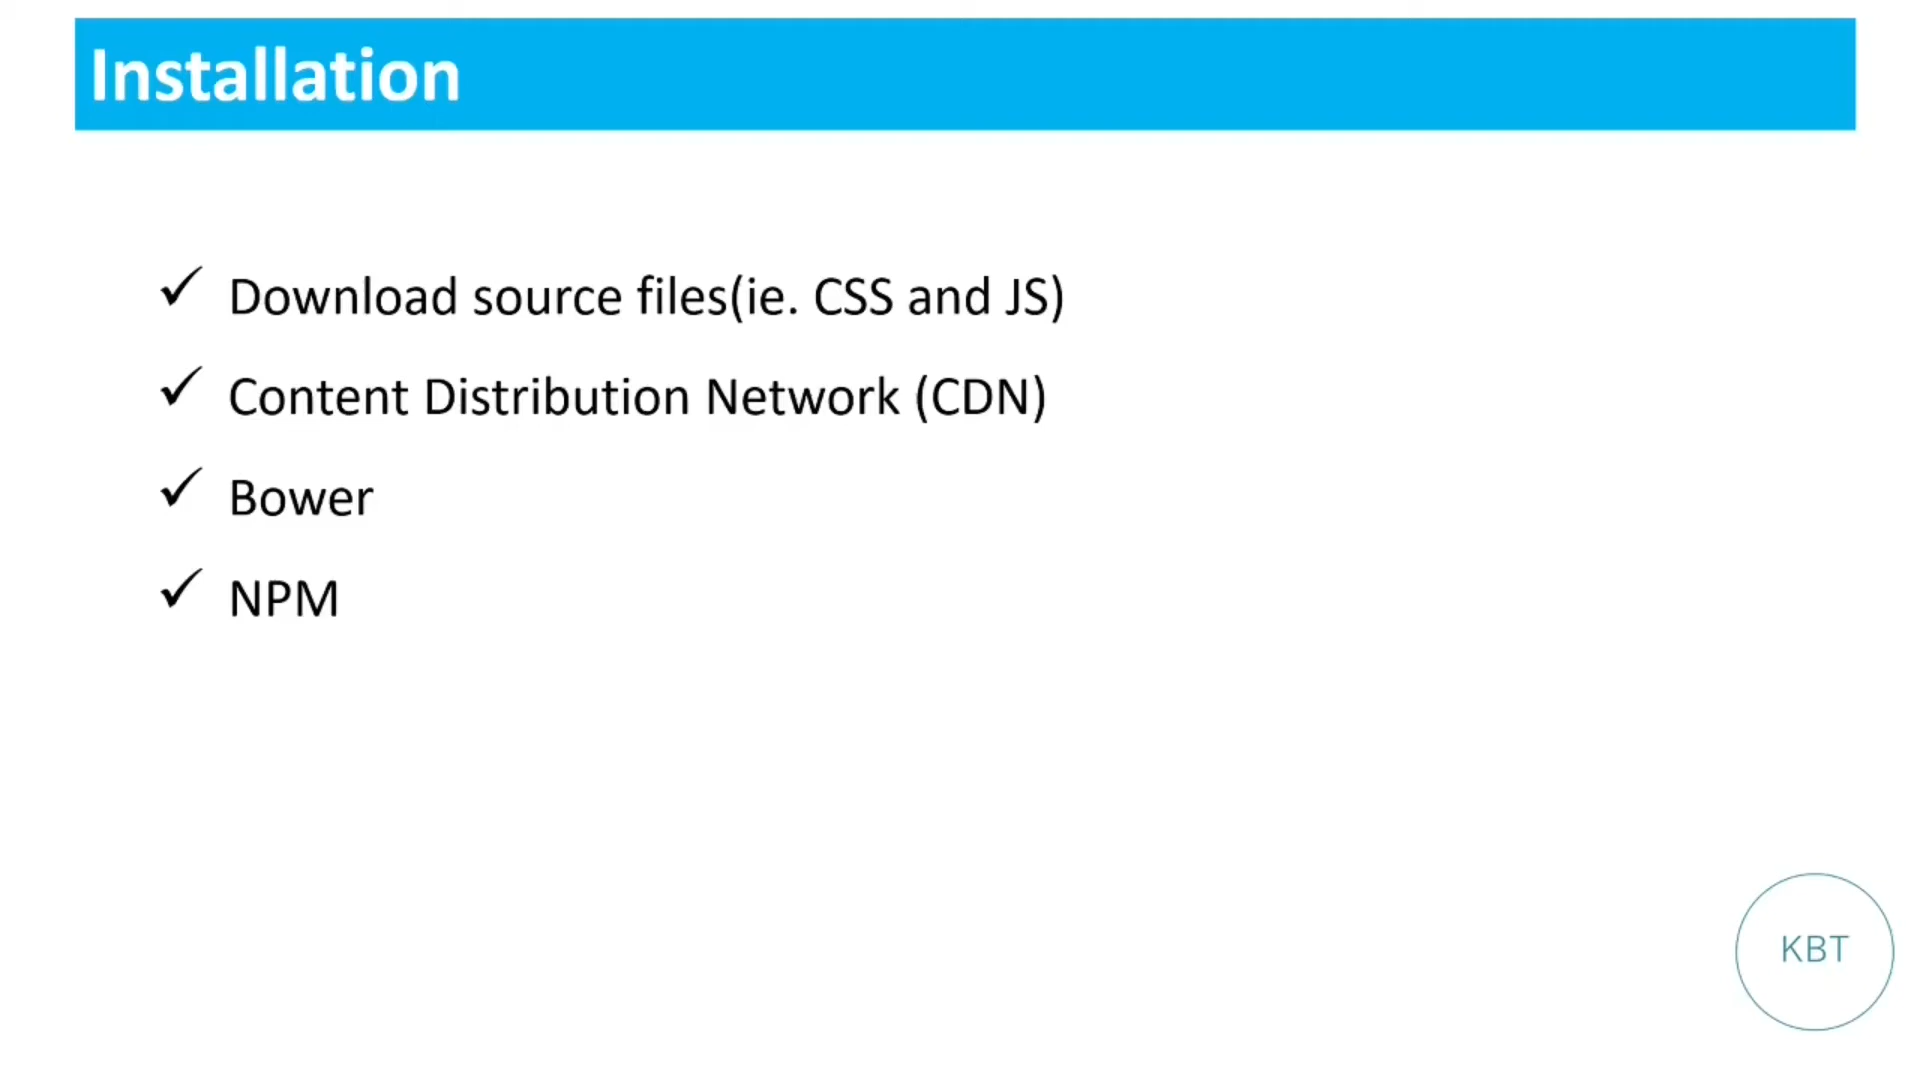 Installation
Download source files(ie. CSS and JS)
Content Distribution Network (CDN)
Bower
NPM
KBT